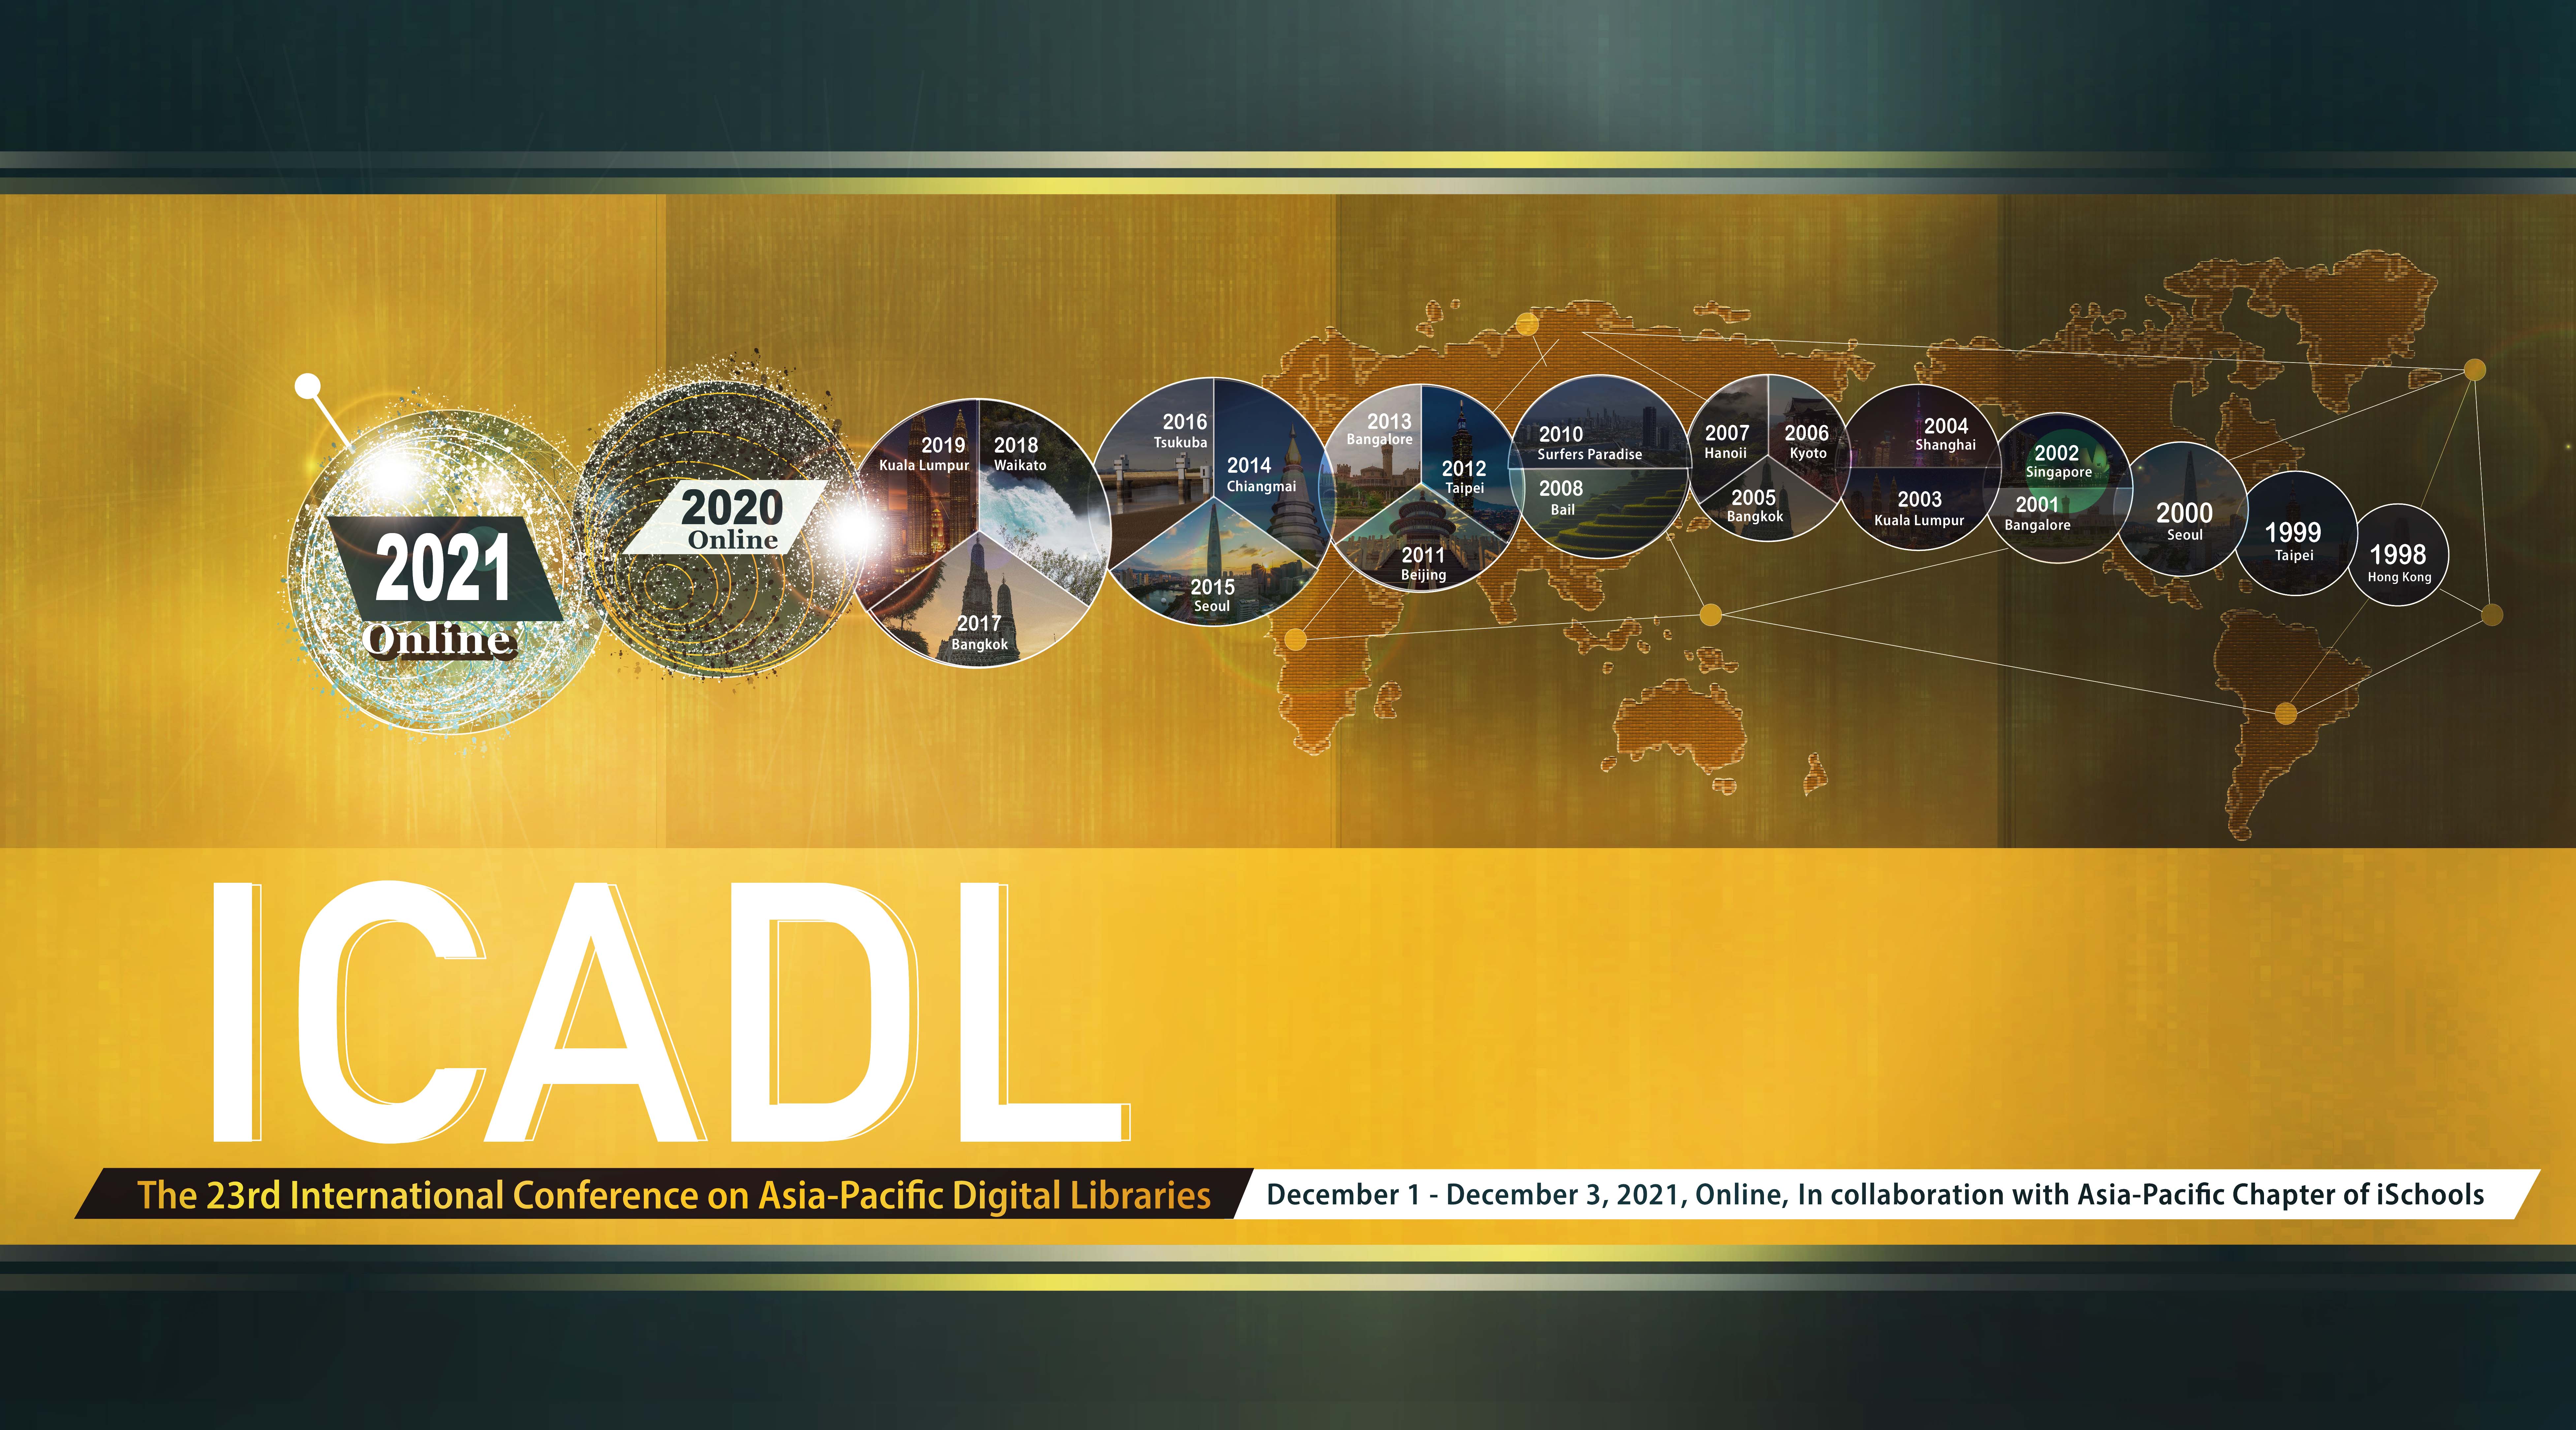 2021
Online
2020
Online
2019
Kuala Lumpur
2018
Waikato
2017
Bangkok
2016
Tsukuba
2014
Chiangmai
2015
Seoul
2013
Bangalore
2012
Taipei
2011
Beijing
2010
Surfers Paradise
2008
Bail
2007
Hanoii
2006
Kyoto
2005
Bangkok
2004
Shanghai
2003
Kuala Lumpur
2002
Singapore
2001
Bangalore
2000
Seoul
1999
Taipei
1998
Hong Kong
ICADL
The 23rd International Conference on Asia-Pacific Digital Libraries
December 1 - December 3, 2021, Online, In collaboration with Asia-Pacific Chapter of iSchools